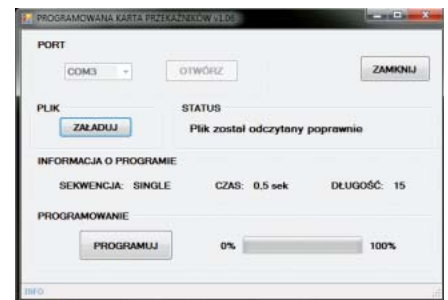 PROGRAMOWANA KARTA PRZEKAŹNIKÓW v1.06
PORT
COM3
OTWÓRZ
ZAMKNIJ
PLIK
STATUS
ZAŁADUJ
Plik został odczytany poprawnie
INFORMACJA O PROGRAMIE
SEKWENCJA: SINGLE CZAS: 0,5 sek DŁUGOŚĆ: 15
PROGRAMOWANIE
PROGRAMUJ
0%
100%
INFO